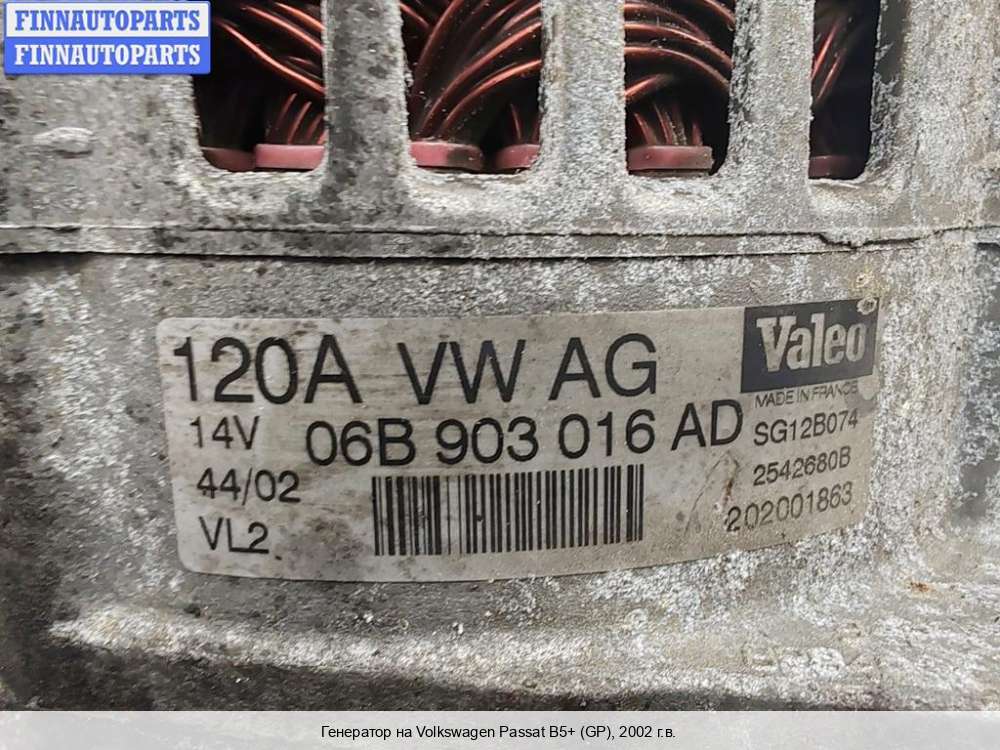 FINNAUTOPARTS
FINNAUTOPARTS
120A VW AG
Valeo
MADE IN FRANCE
14V 06B 903 016 AD SG12B074
44/02
2542680B
VL2
202001863
Генератор на Volkswagen Passat B5+ (GP), 2002 г.в.